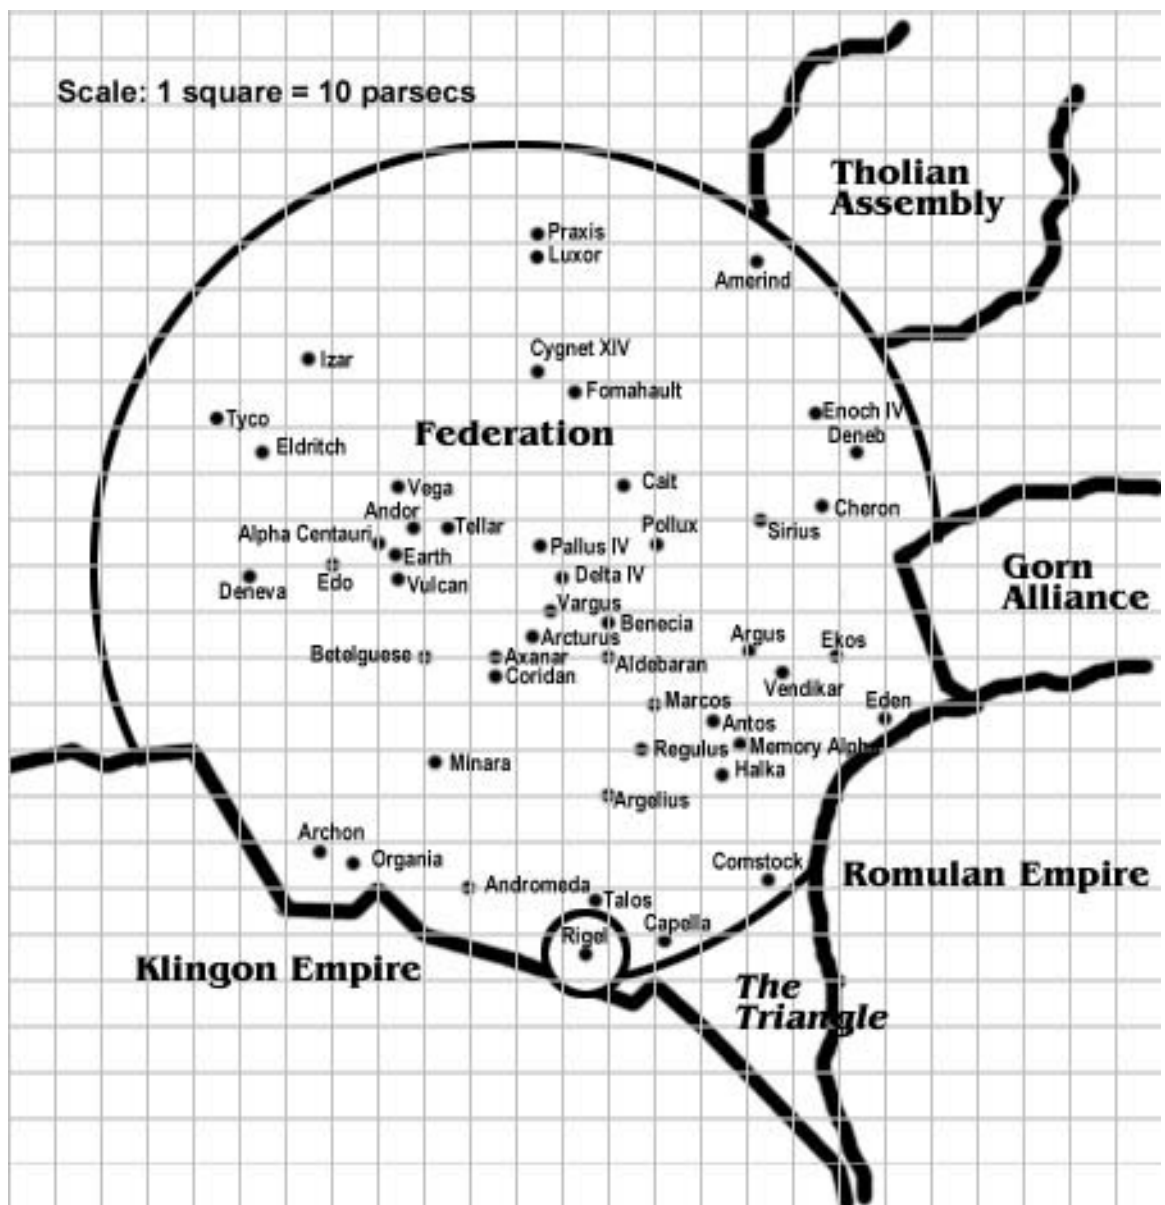 Scale: 1 square = 10 parsecs
Tholian
Assembly
Praxis
Luxor
Amerind
Cygnet XIV
Izar
Fomahault
Tyco
Enoch IV
Federation
Deneb
Eldritch
Cait
Vega
Cheron
Andor
Tellar
Pollux
Sirius
Alpha Centauri
Pallus IV
Earth
Gorn
Alliance
Delta IV
Edo
Vulcan
Deneva
Vargus
Benecia
Argus
Arcturus
Ekos
Betelguese
Axanar
Aldebaran
Coridan
Vendikar
Marcos
Eden
Antos
Regulus
Memory Alpha
Minara
Halka
Argelius
Archon
Organia
Comstock
Romulan Empire
Andromeda
Talos
Capella
Rigel
Klingon Empire
The
Triangle